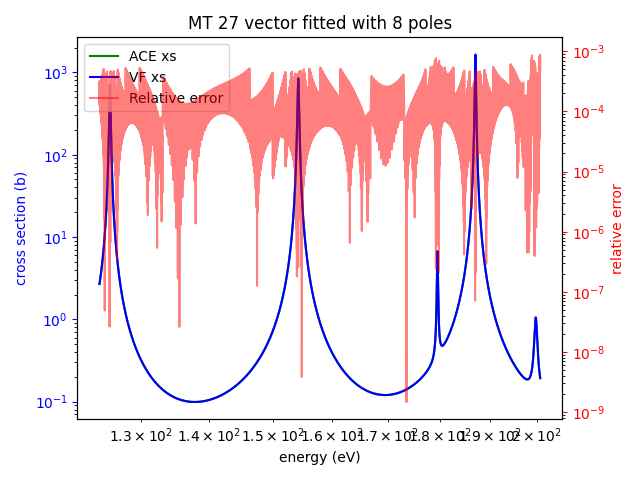 MT 27 vector fitted with 8 poles
ACE xs
VF xs
Relative error
cross section (b)
10³
10²
10¹
10⁰
10⁻¹
10⁻³
10⁻⁴
10⁻⁵
10⁻⁶
10⁻⁷
10⁻⁸
10⁻⁹
relative error
1.3 × 10² 1.4 × 10² 1.5 × 10² 1.6 × 10² 1.7 × 10² 1.8 × 10² 1.9 × 10² 2 × 10²
energy (eV)